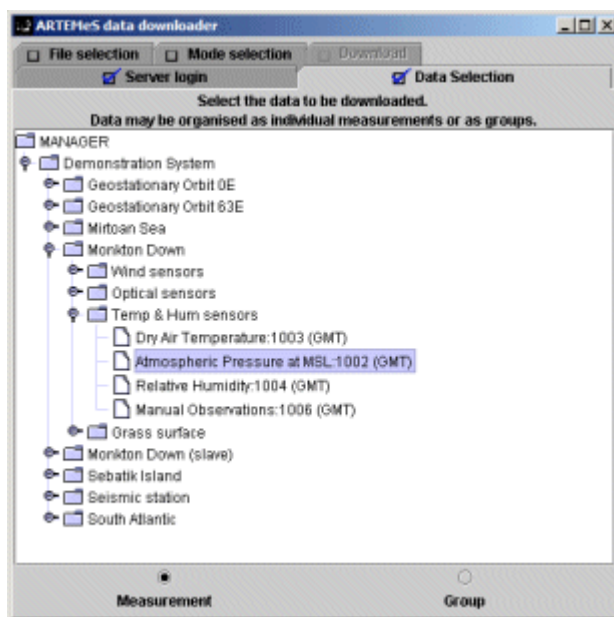 ARTEMeS data downloader
File selection Mode selection Download
Server login Data Selection
Select the data to be downloaded.
Data may be organised as individual measurements or as groups.
MANAGER
Demonstration System
Geostationary Orbit 0E
Geostationary Orbit 63E
Mirtoan Sea
Monkton Down
Wind sensors
Optical sensors
Temp & Hum sensors
Dry Air Temperature:1003 (GMT)
Atmospheric Pressure at MSL:1002 (GMT)
Relative Humidity:1004 (GMT)
Manual Observations:1006 (GMT)
Grass surface
Monkton Down (slave)
Sebatik Island
Seismic station
South Atlantic
Measurement Group